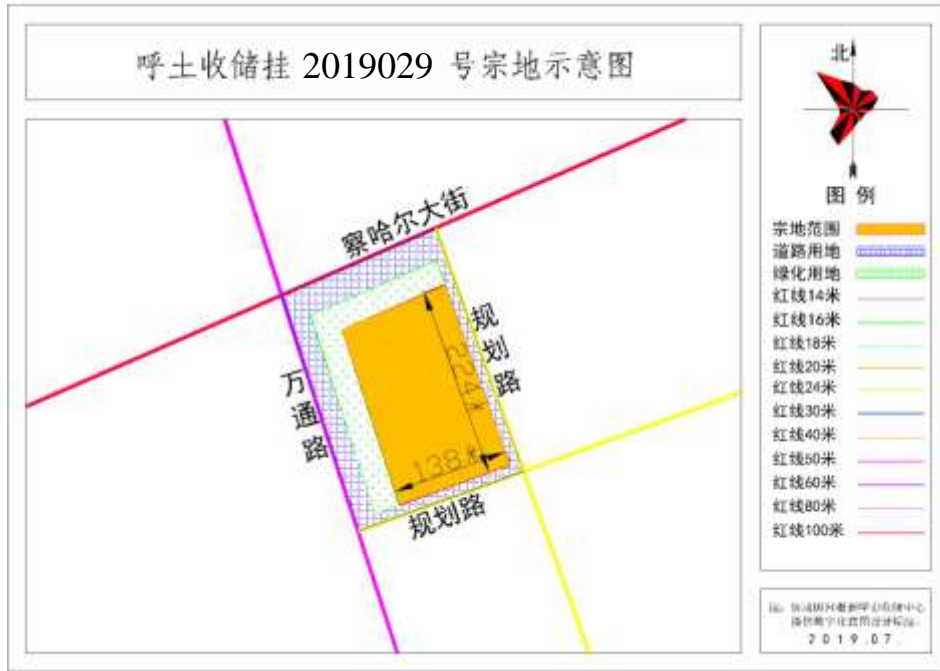 呼土收储挂 2019029 号宗地示意图
北
图 例
宗地范围
道路用地
绿化用地
红线14米
红线16米
红线18米
红线20米
红线24米
红线30米
红线40米
红线50米
红线60米
红线80米
红线100米
察哈尔大街
规划路
万通路
224米
138米
规划路
2019.07.